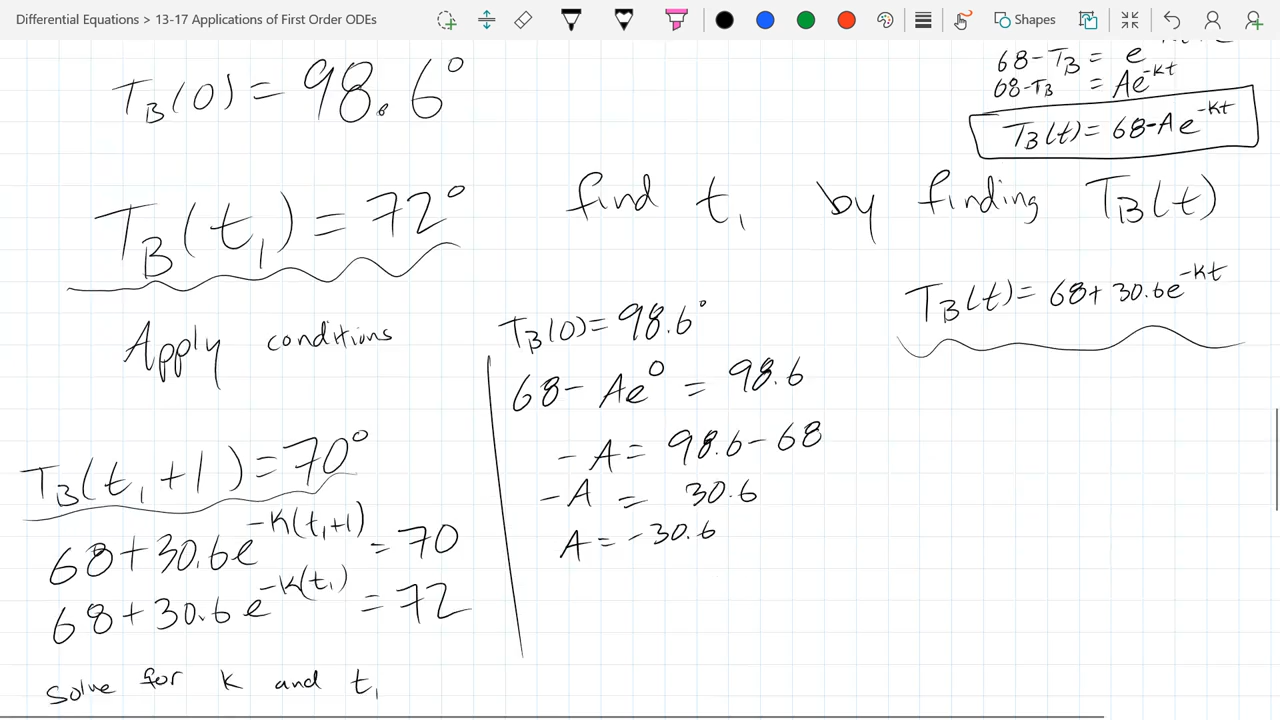 Differential Equations > 13-17 Applications of First Order ODEs
Shapes
T_B(0) = 98.6°
68-T_B = e
68-T_B = Ae^{-kt}
T_B(t) = 68-Ae^{-kt}
T_B(t_1) = 72°
find t_1 by finding T_B(t)
T_B(t) = 68 + 30.6e^{-kt}
Apply conditions
T_B(0) = 98.6°
68 - Ae^0 = 98.6
-A = 98.6 - 68
-A = 30.6
A = -30.6
T_B(t_1+1) = 70°
68 + 30.6e^{-k(t_1+1)} = 70
68 + 30.6e^{-k(t_1)} = 72
Solve for k and t_1